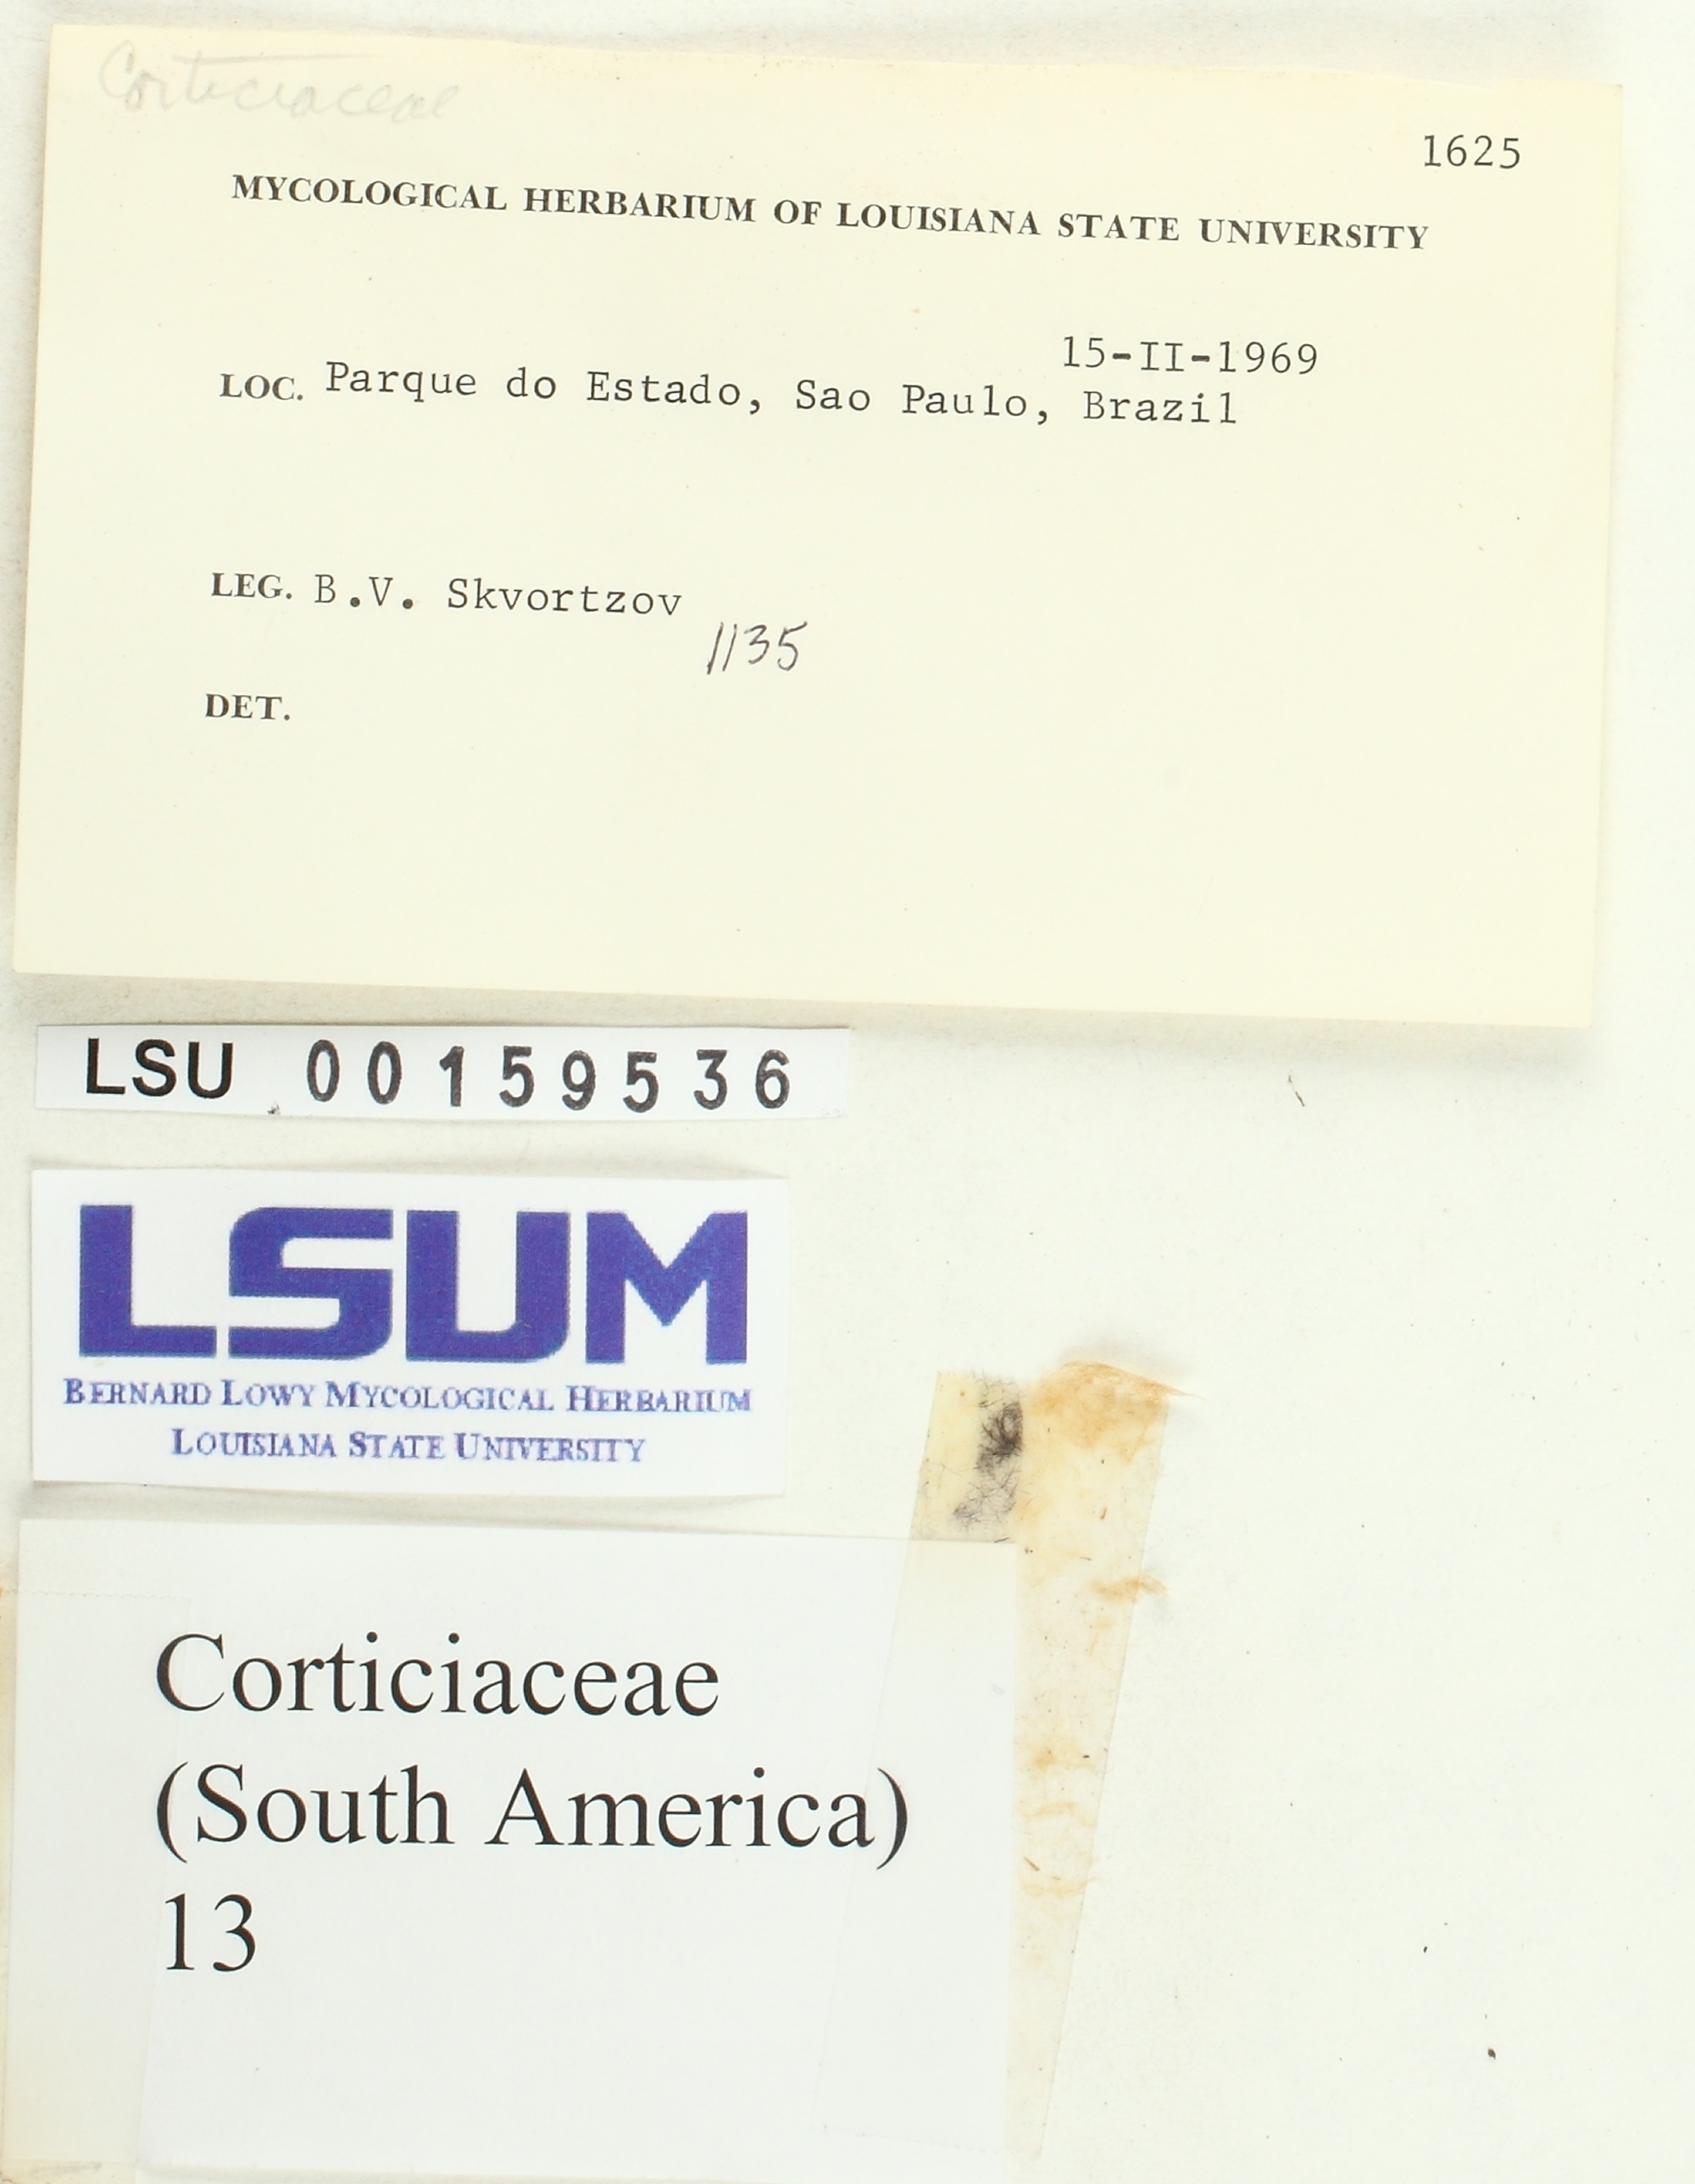 Corticiaceae
1625
MYCOLOGICAL HERBARIUM OF LOUISIANA STATE UNIVERSITY
15-II-1969
LOC. Parque do Estado, Sao Paulo, Brazil
LEG. B.V. Skvortzov
1135
DET.
LSU 00159536
LSUM
BERNARD LOWY MYCOLOGICAL HERBARIUM
LOUISIANA STATE UNIVERSITY
Corticiaceae
(South America)
13